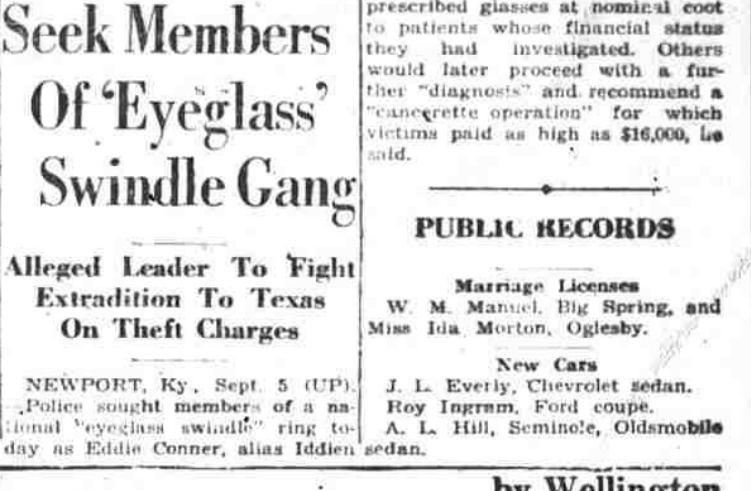 Seek Members
Of 'Eyeglass'
Swindle Gang
Alleged Leader To Fight
Extradition To Texas
On Theft Charges
NEWPORT, Ky., Sept. 5 (UP).
Police sought members of a na-
tional "eyeglass swindle" ring to-
day as Eddie Conner, alias Iddien
prescribed glasses at nominal coot
to patients whose financial status
they had investigated. Others
would later proceed with a fur-
ther "diagnosis" and recommend a
"cancerette operation" for which
victims paid as high as $16,000, he
said.
PUBLIC RECORDS
Marriage Licenses
W. M. Manuel, Big Spring, and
Miss Ida Morton, Oglesby.
New Cars
J. L. Everly, Chevrolet sedan.
Roy Ingram, Ford coupe.
A. L. Hill, Seminole, Oldsmobile
sedan.
by Wellington